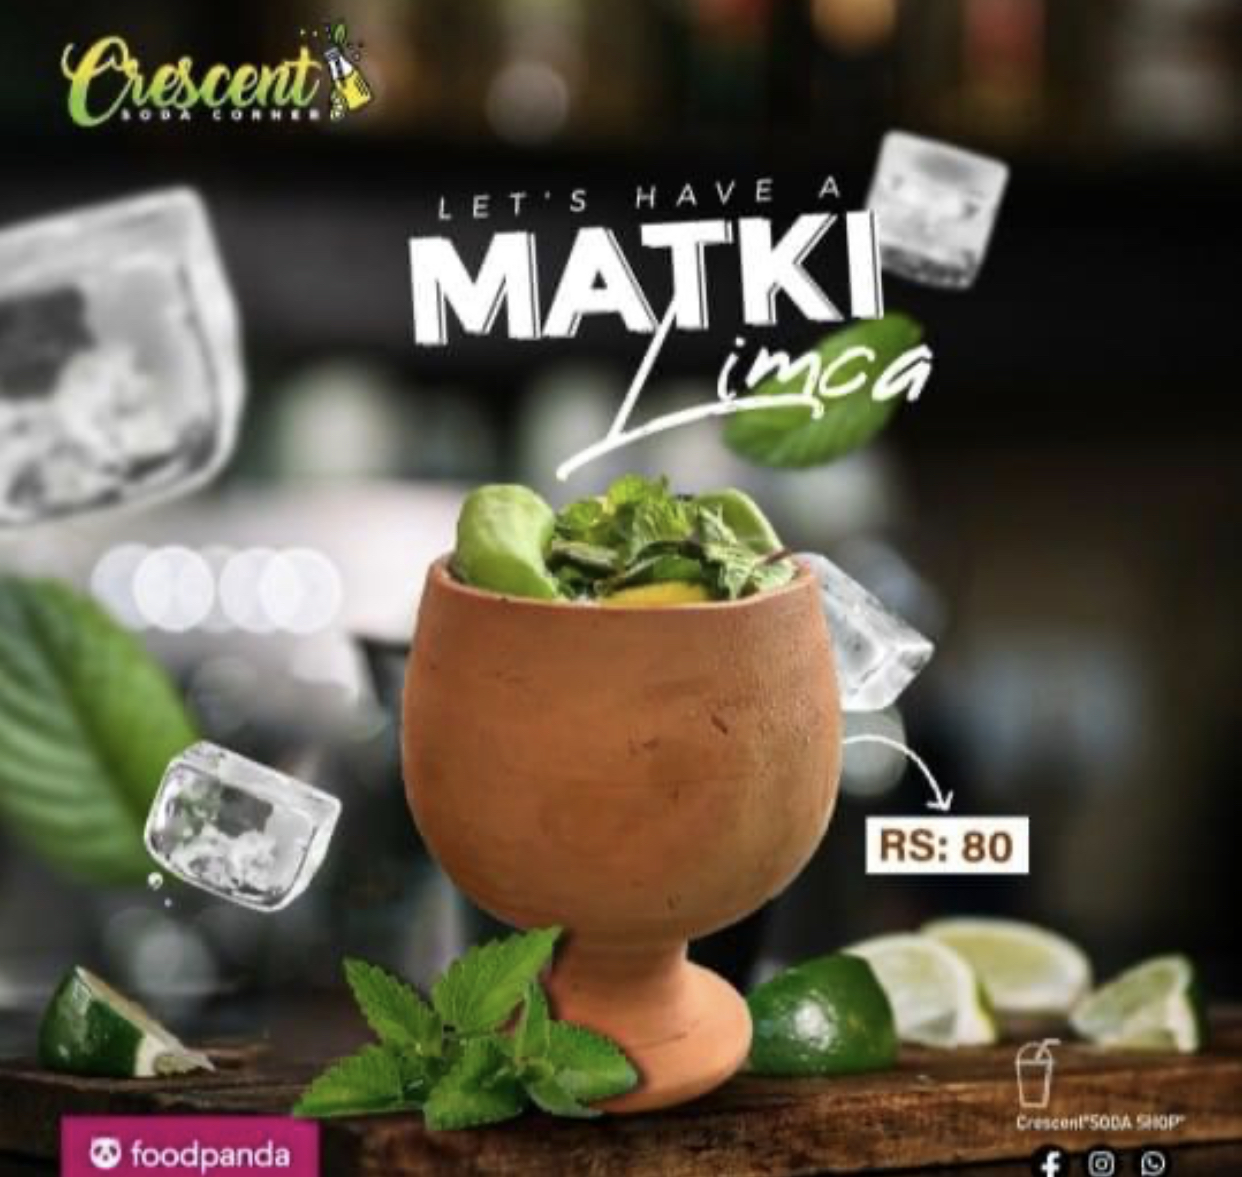 Crescent
SODA CORNER
LET'S HAVE A
MATKI
Limca
RS: 80
Crescent"SODA SHOP"
foodpanda